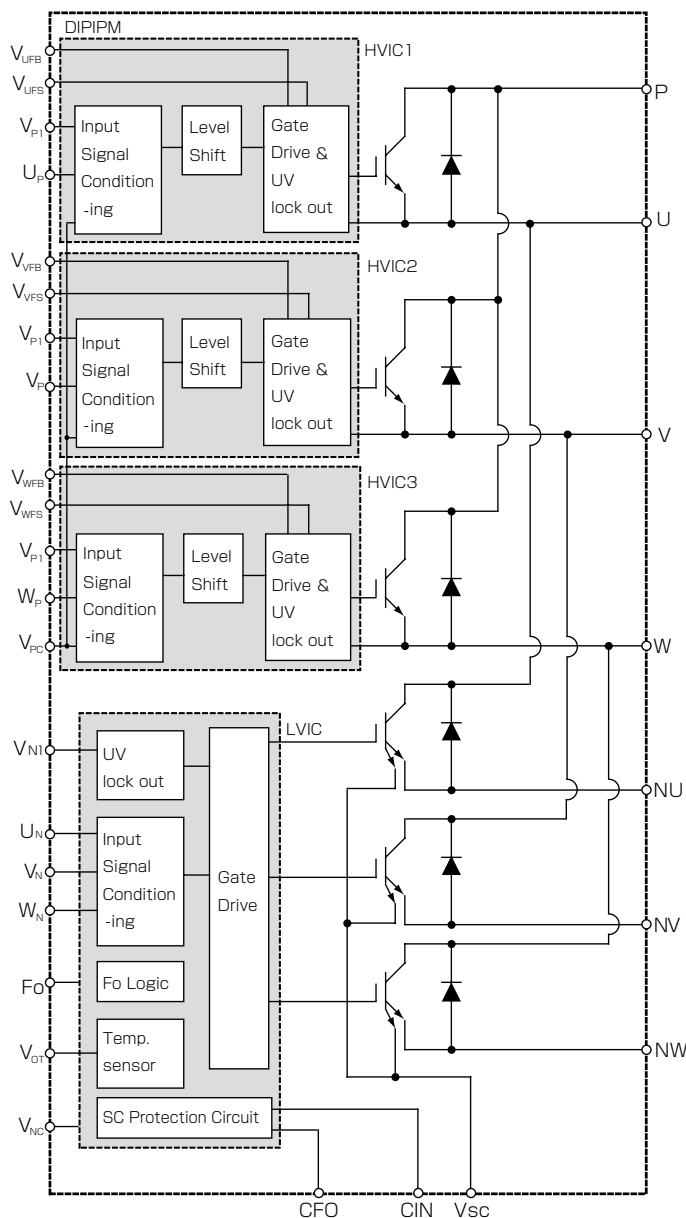 DIPIPM
HVIC1
VUFB
VUFS
VP1
UP
Input
Signal
Condition
-ing
Level
Shift
Gate
Drive &
UV
lock out
P
U
HVIC2
VVFB
VVFS
VP1
VP
Input
Signal
Condition
-ing
Level
Shift
Gate
Drive &
UV
lock out
V
HVIC3
VWFB
VWFS
VP1
WP
VPC
Input
Signal
Condition
-ing
Level
Shift
Gate
Drive &
UV
lock out
W
LVIC
VN1
UV
lock out
UN
VN
WN
Input
Signal
Condition
-ing
Gate
Drive
NU
NV
NW
Fo
Fo Logic
VOT
Temp.
sensor
VNC
SC Protection Circuit
CFO
CIN
Vsc